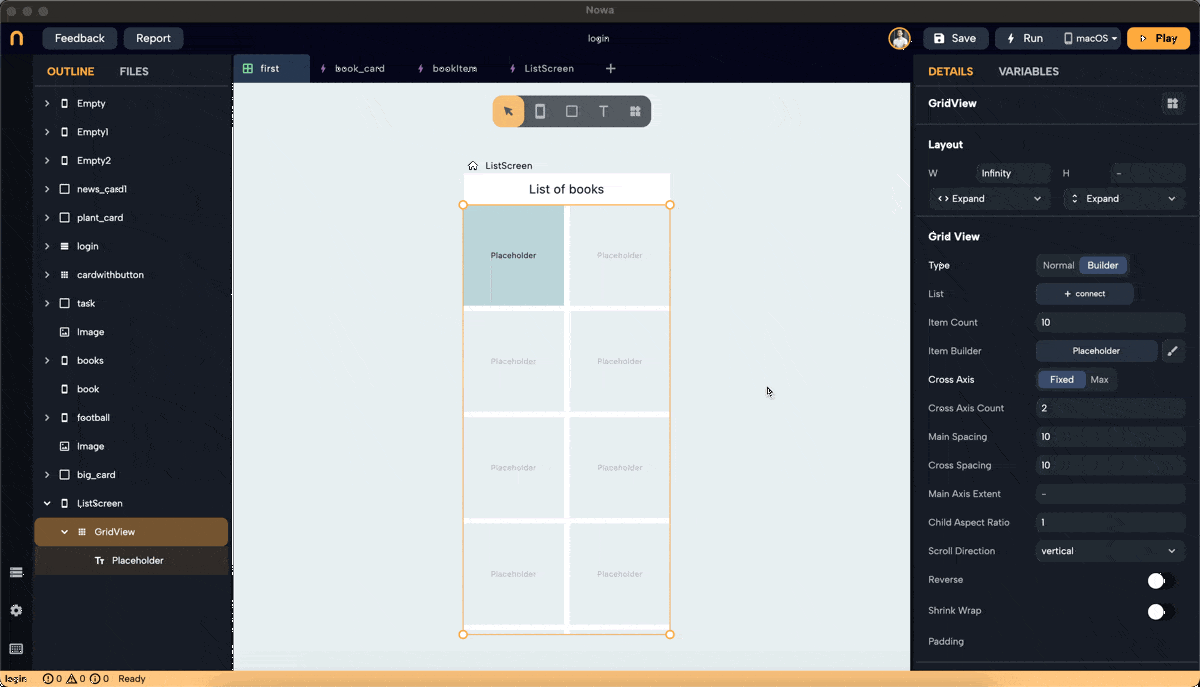 Nowa
Feedback
Report
login
Save
Run
macOS
Play
OUTLINE
FILES
first
book_card
bookItem
ListScreen
+
DETAILS
VARIABLES
Empty
Empty1
Empty2
news_card1
plant_card
login
cardwithbutton
task
Image
books
book
football
Image
big_card
ListScreen
GridView
Tт Placeholder
T
ListScreen
List of books
Placeholder
Placeholder
Placeholder
Placeholder
Placeholder
Placeholder
Placeholder
Placeholder
GridView
Layout
W Infinity H -
Expand Expand
Grid View
Type Normal Builder
List + connect
Item Count 10
Item Builder Placeholder
Cross Axis Fixed Max
Cross Axis Count 2
Main Spacing 10
Cross Spacing 10
Main Axis Extent -
Child Aspect Ratio 1
Scroll Direction vertical
Reverse
Shrink Wrap
Padding
login 0 0 0 Ready